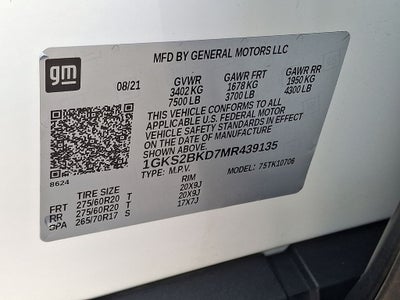 gm
MFD BY GENERAL MOTORS LLC
08/21 GVWR GAWR FRT GAWR RR
3402 KG 1678 KG 1950 KG
7500 LB 3700 LB 4300 LB
THIS VEHICLE CONFORMS TO ALL
APPLICABLE U.S. FEDERAL MOTOR
VEHICLE SAFETY STANDARDS IN EFFECT
ON THE DATE OF MANUFACTURE
SHOWN ABOVE.
1GKS2BKD7MR439135
8624 TYPE: M.P.V. MODEL: 75TK10706
TIRE SIZE RIM
FRT 275/60R20 T 20X9J
RR 275/60R20 T 20X9J
SPA 265/70R17 S 17X7J